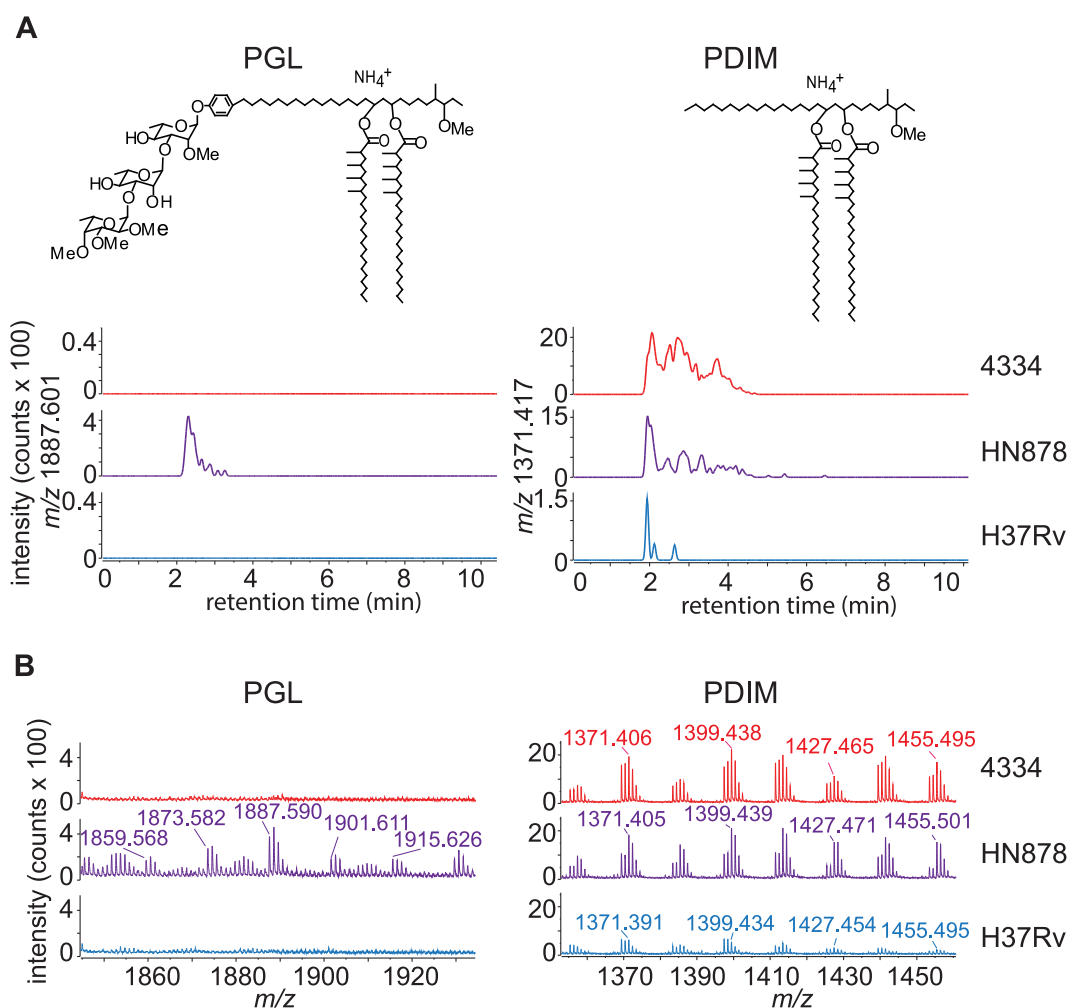 A
PGL
PDIM
NH4+
NH4+
O
O
O
O
O
O
O
O
OMe
OMe
HO
O
OMe
O
HO
O
OH
O
O
OMe
OMe
MeO
intensity (counts x 100)
m/z 1887.601
0.4
0
4
0
0.4
0
0 2 4 6 8 10
retention time (min)
m/z 1371.417
20
0
15
0
1.5
0
0 2 4 6 8 10
retention time (min)
4334
HN878
H37Rv
B
PGL
PDIM
intensity (counts x 100)
4
0
4
0
4
0
1859.568
1873.582
1887.590
1901.611
1915.626
1860 1880 1900 1920
m/z
20
0
20
0
20
0
1371.406
1399.438
1427.465
1455.495
4334
1371.405
1399.439
1427.471
1455.501
HN878
1371.391
1399.434
1427.454
1455.495
H37Rv
1370 1390 1410 1430 1450
m/z